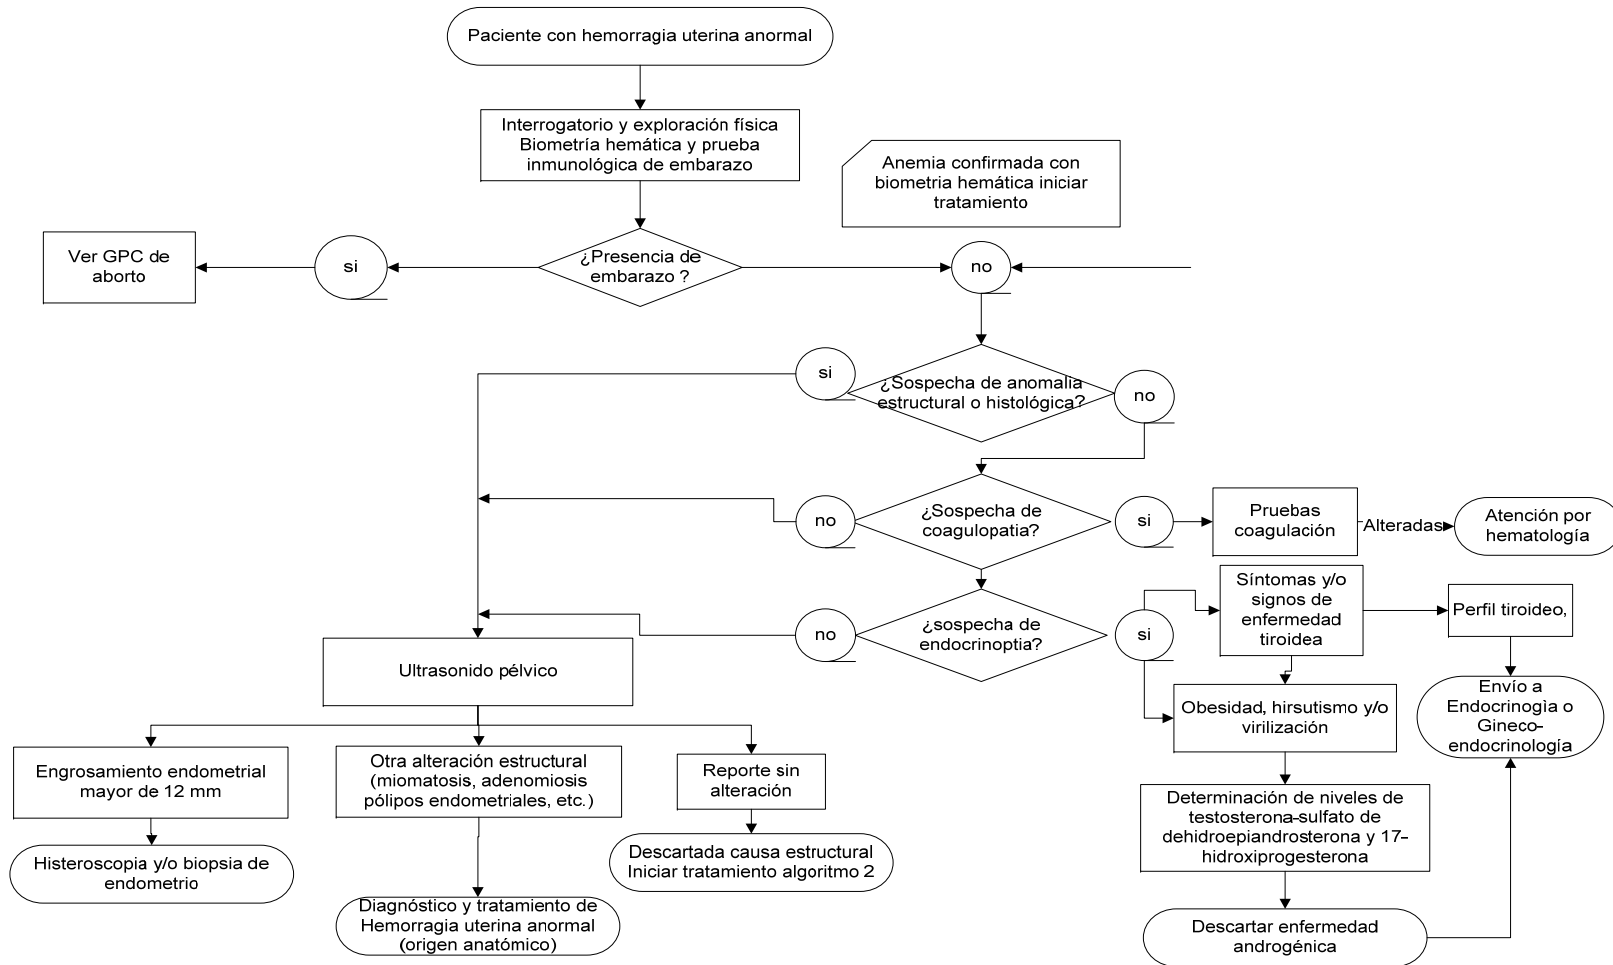 Paciente con hemorragia uterina anormal
Interrogatorio y exploración física
Biometría hemática y prueba
inmunológica de embarazo
Anemia confirmada con
biometria hemática iniciar
tratamiento
Ver GPC de
aborto
si
¿Presencia de
embarazo ?
no
si
¿Sospecha de anomalia
estructural o histológica?
no
no
¿Sospecha de
coagulopatia?
si
Pruebas
coagulación
Alteradas
Atención por
hematología
no
¿sospecha de
endocrinoptia?
si
Síntomas y/o
signos de
enfermedad
tiroidea
Perfil tiroideo,
Ultrasonido pélvico
Obesidad, hirsutismo y/o
virilización
Envío a
Endocrinogìa o
Gineco-
endocrinología
Engrosamiento endometrial
mayor de 12 mm
Otra alteración estructural
(miomatosis, adenomiosis
pólipos endometriales, etc.)
Reporte sin
alteración
Determinación de niveles de
testosterona-sulfato de
dehidroepiandrosterona y 17-
hidroxiprogesterona
Histeroscopia y/o biopsia de
endometrio
Descartada causa estructural
Iniciar tratamiento algoritmo 2
Diagnóstico y tratamiento de
Hemorragia uterina anormal
(origen anatómico)
Descartar enfermedad
androgénica